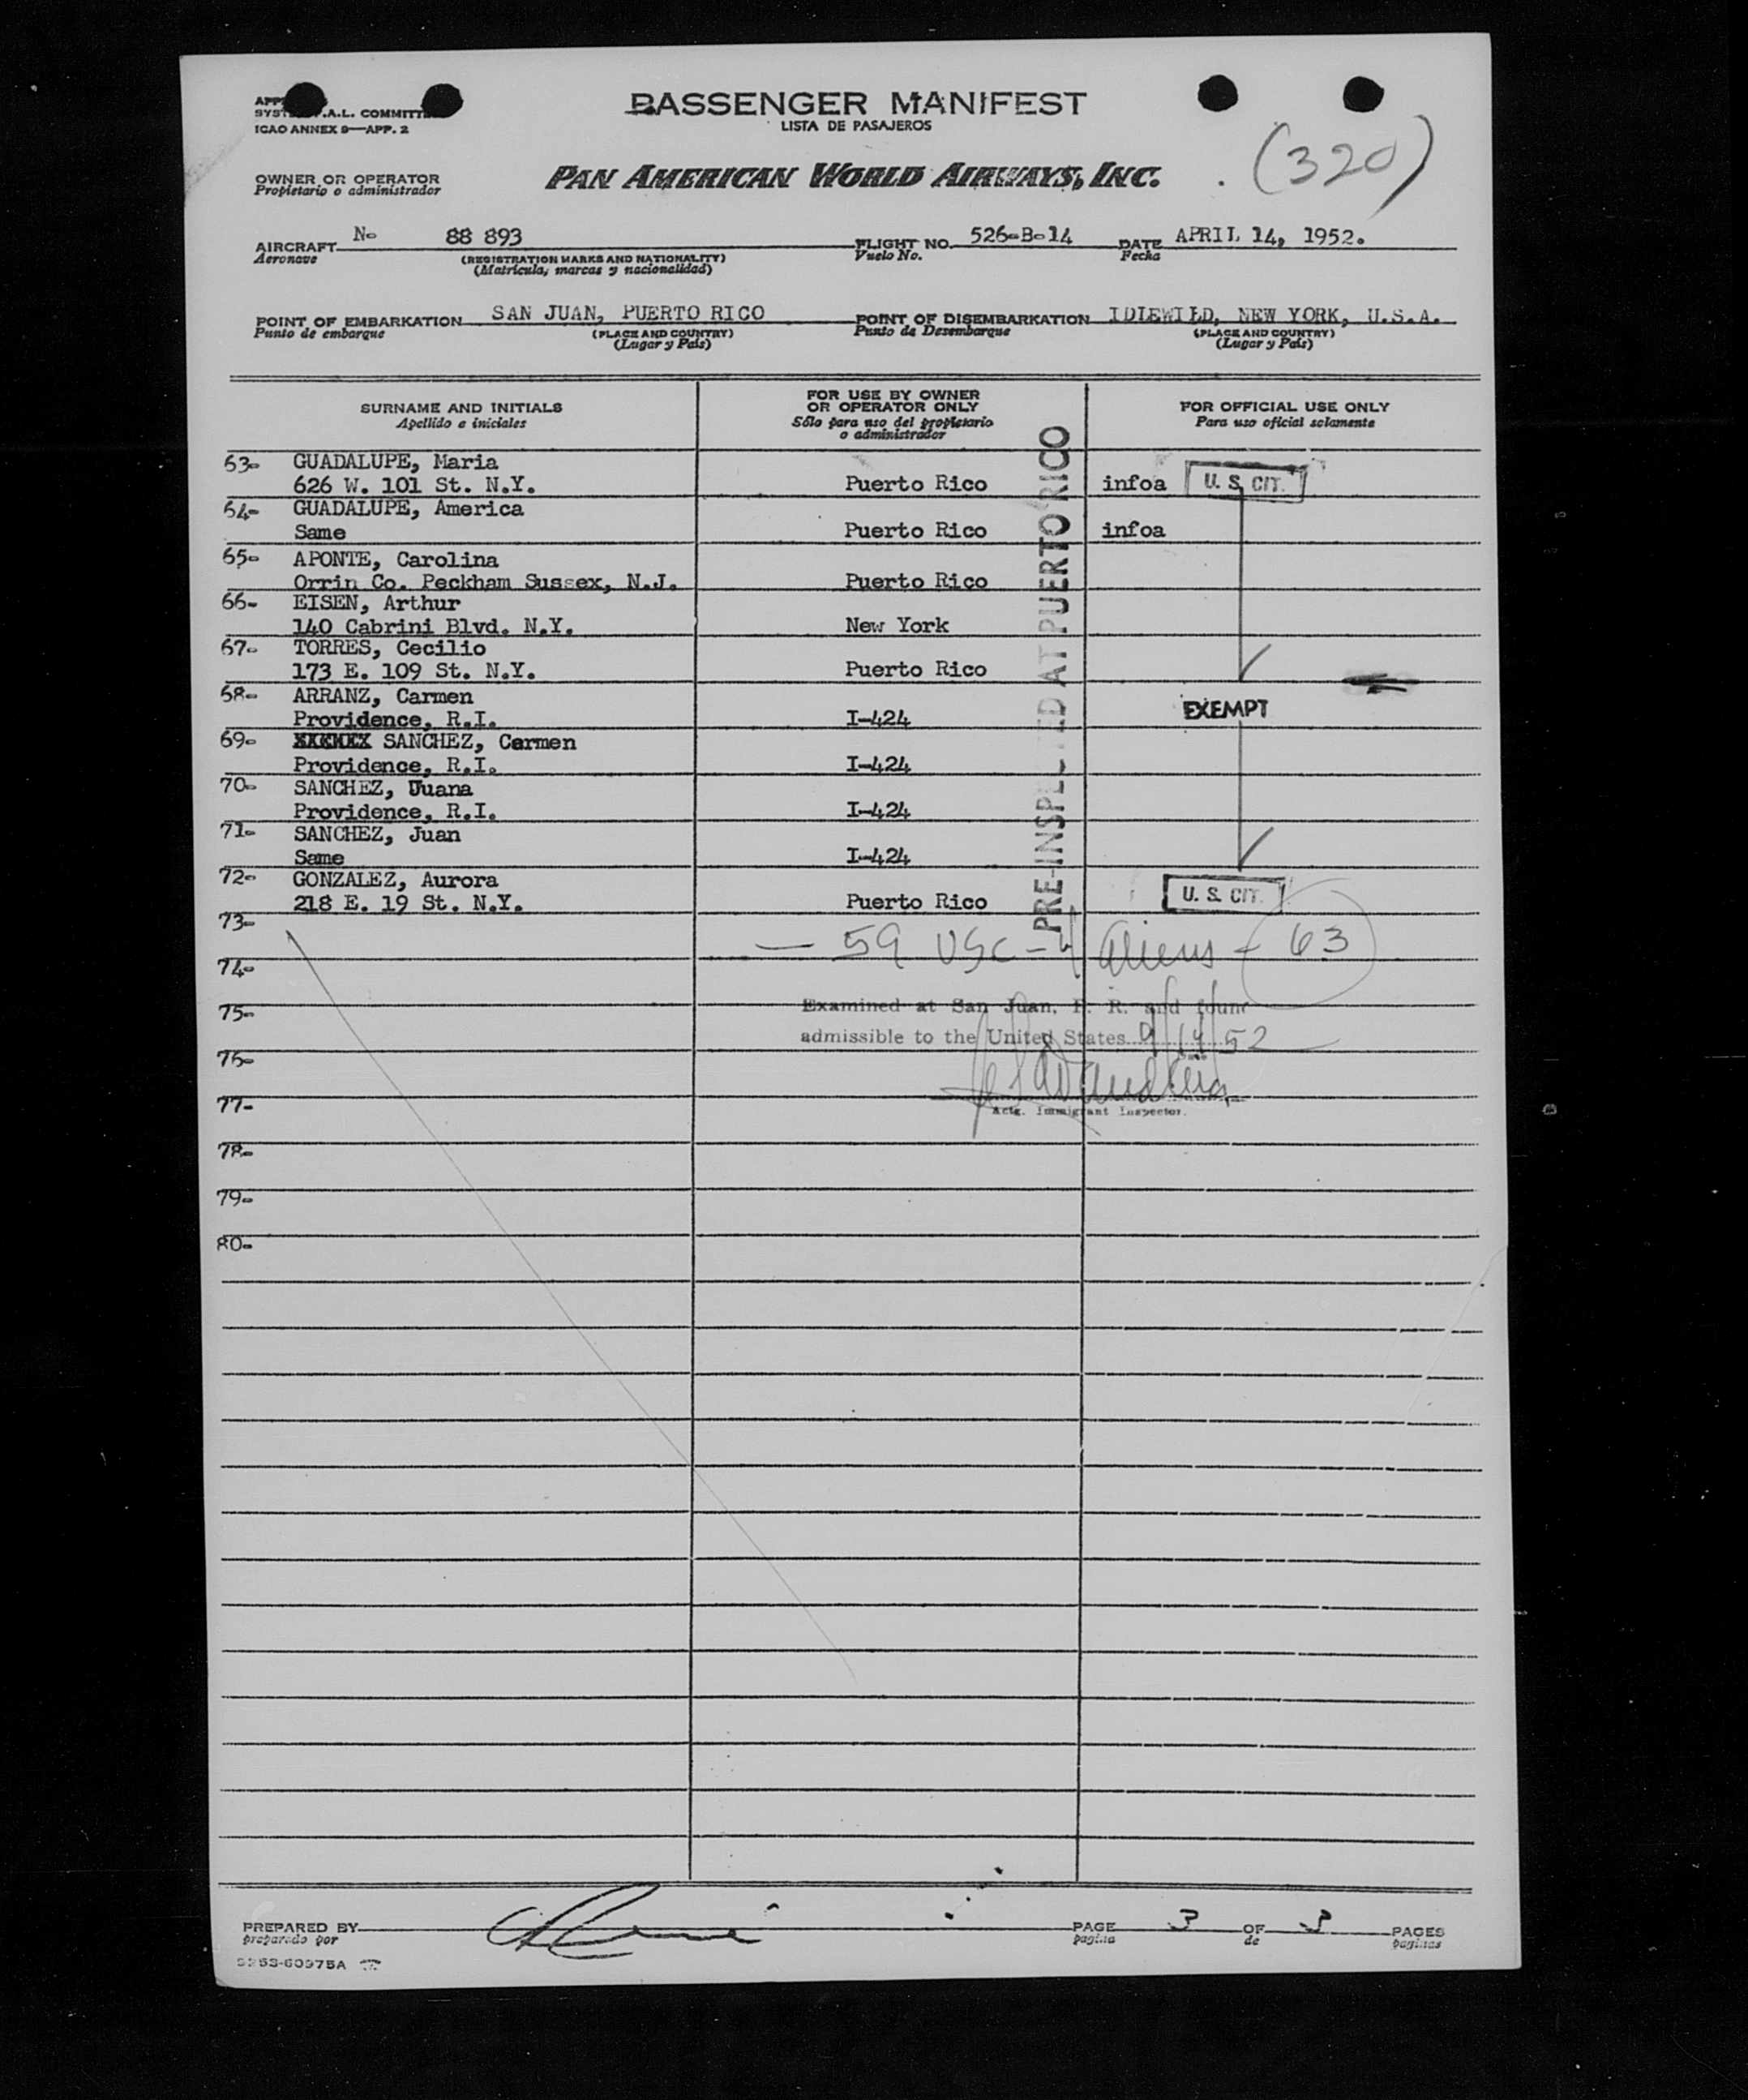 PASSENGER MANIFEST
LISTA DE PASAJEROS
.A.L. COMMITT
ICAO ANNEX 9—APP. 2
(320)
OWNER OR OPERATOR
Propietario o administrador
PAN AMERICAN WORLD AIRWAYS, INC.
AIRCRAFT No 88 893 FLIGHT NO. 526-B-14 DATE APRIL 14, 1952.
Aeronave (REGISTRATION MARKS AND NATIONALITY) Vuelo No. Fecha
(Matricula, marcas y nacionalidad)
POINT OF EMBARKATION SAN JUAN, PUERTO RICO POINT OF DISEMBARKATION IDLEWILD, NEW YORK, U.S.A.
Punto de embarque (PLACE AND COUNTRY) Punto de Desembarque (PLACE AND COUNTRY)
(Lugar y País) (Lugar y País)
SURNAME AND INITIALS
Apellido e iniciales
FOR USE BY OWNER
OR OPERATOR ONLY
Sólo para uso del propietario
o administrador
FOR OFFICIAL USE ONLY
Para uso oficial solamente
63- GUADALUPE, Maria
626 W. 101 St. N.Y. Puerto Rico infoa U. S. CIT.
64- GUADALUPE, America
Same Puerto Rico infoa
65- APONTE, Carolina
Orrin Co. Peckham Sussex, N.J. Puerto Rico
66- EISEN, Arthur
140 Cabrini Blvd. N.Y. New York
67- TORRES, Cecilio
173 E. 109 St. N.Y. Puerto Rico
68- ARRANZ, Carmen
Providence, R.I. I-424 EXEMPT
69- SANCHEZ, Carmen
Providence, R.I. I-424
70- SANCHEZ, Juana
Providence, R.I. I-424
71- SANCHEZ, Juan
Same I-424
72- GONZALEZ, Aurora
218 E. 19 St. N.Y. Puerto Rico U. S. CIT.
PRE-INSPECTED AT PUERTO RICO
73-
— 59 USC - 4 aliens - 63
74-
75- Examined at San Juan, P. R. and foun
admissible to the United States 9/14/52
76-
77-
Actg. Immigrant Inspector.
78-
79-
80-
PREPARED BY PAGE 3 OF 3 PAGES
preparado por pagina de paginas